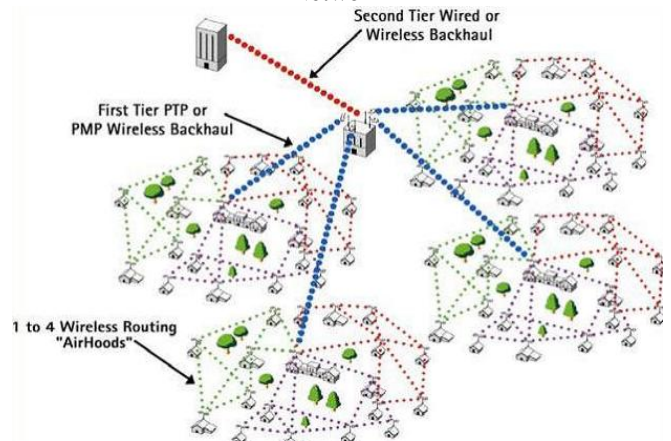 Second Tier Wired or
Wireless Backhaul
First Tier PTP or
PMP Wireless Backhaul
1 to 4 Wireless Routing
"AirHoods"